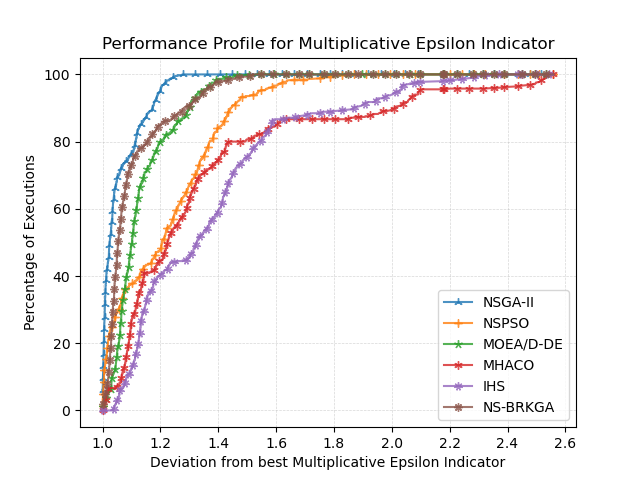 Performance Profile for Multiplicative Epsilon Indicator
Percentage of Executions
100
80
60
40
20
0
NSGA-II
NSPSO
MOEA/D-DE
MHACO
IHS
NS-BRKGA
1.0 1.2 1.4 1.6 1.8 2.0 2.2 2.4 2.6
Deviation from best Multiplicative Epsilon Indicator